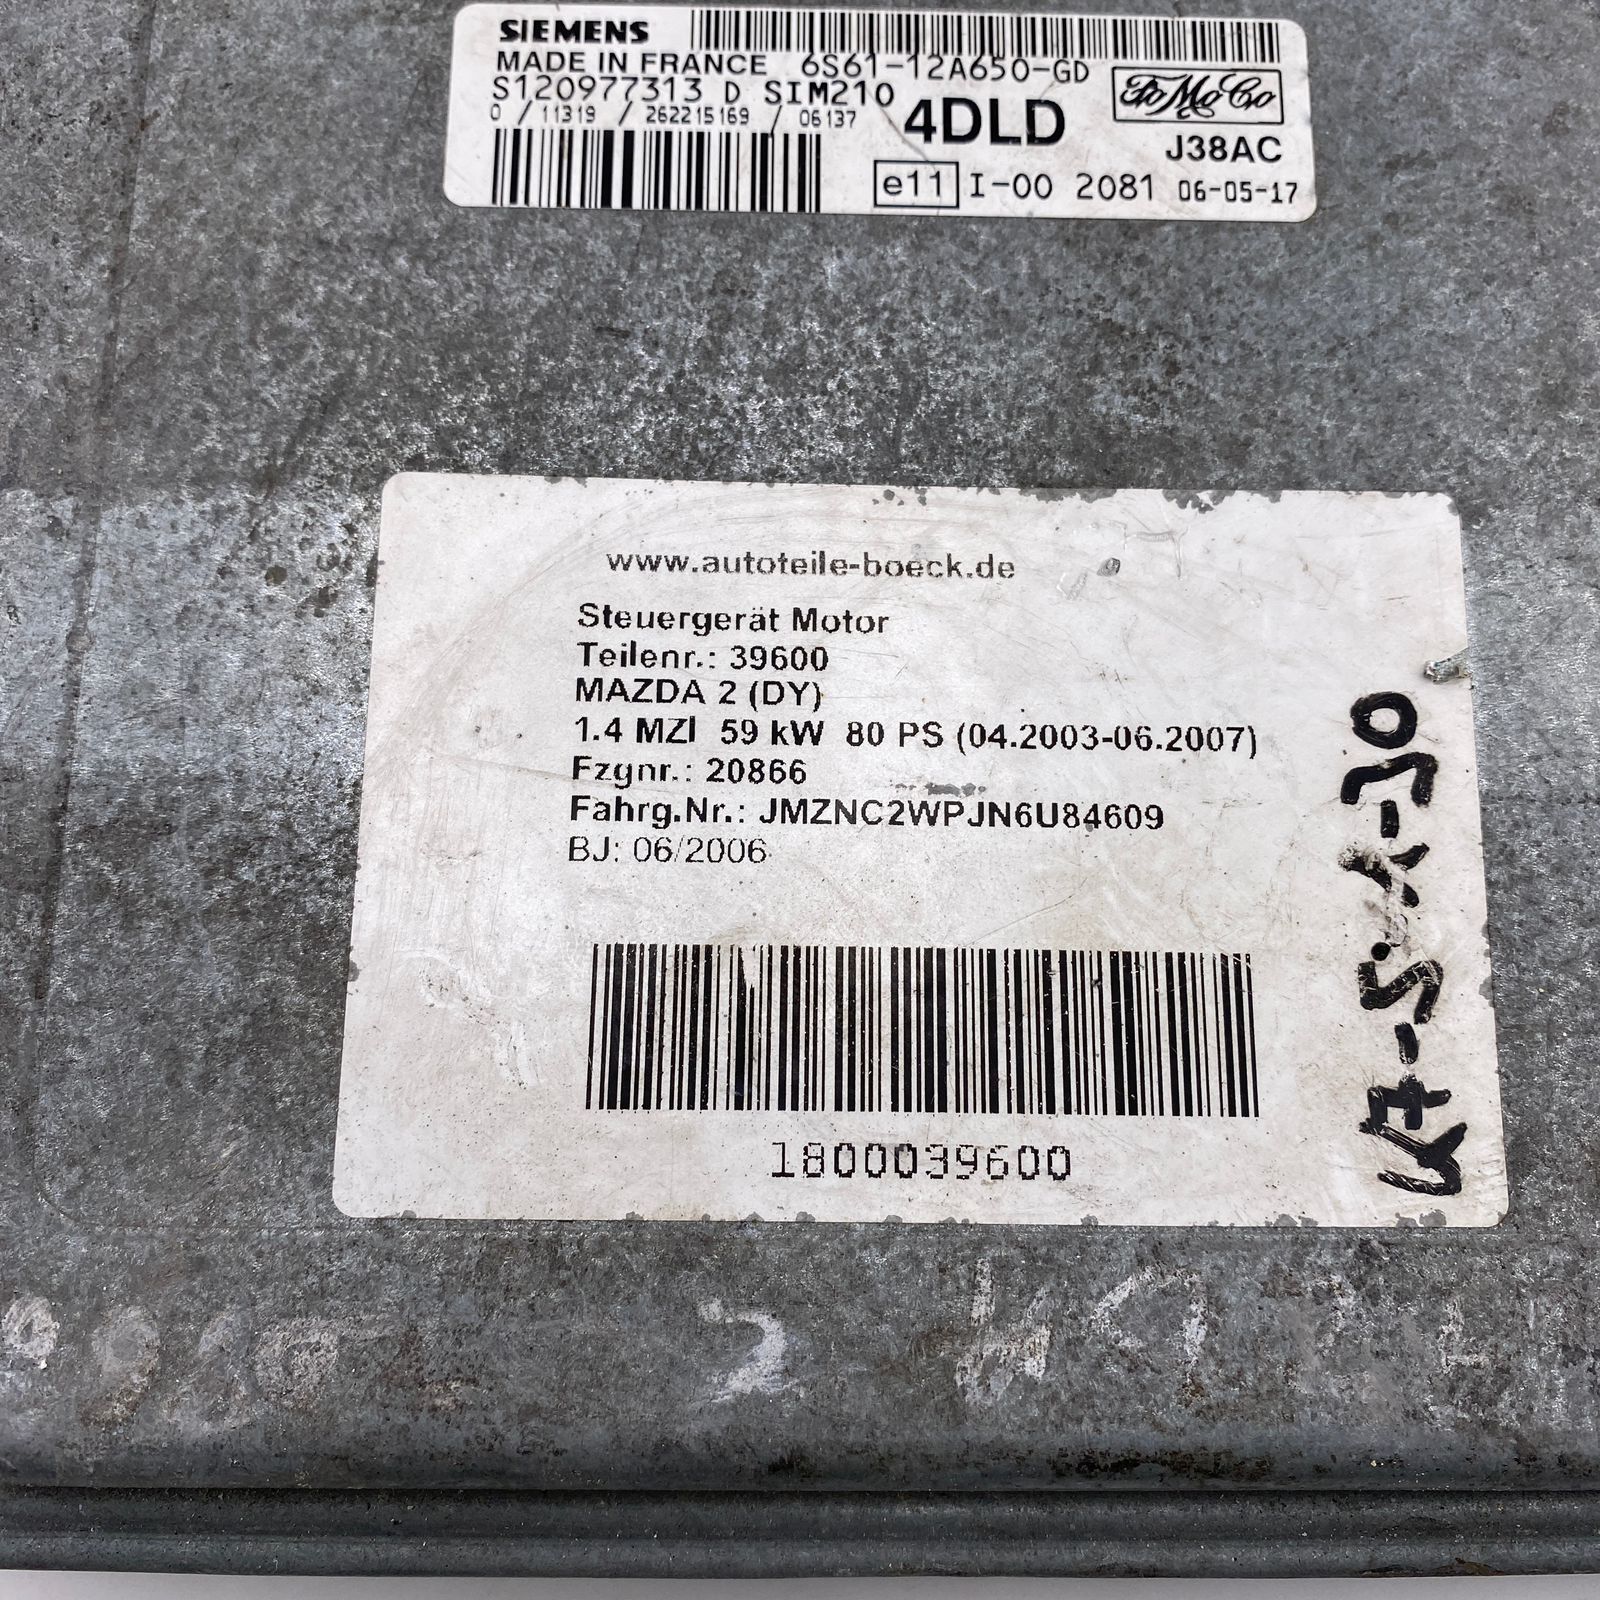 SIEMENS
MADE IN FRANCE 6S61-12A650-GD
S120977313 D SIM210
0 / 11319 / 262215169 / 06137
4DLD
FoMoCo
J38AC
e11 I-00 2081 06-05-17
www.autoteile-boeck.de
Steuergerät Motor
Teilenr.: 39600
MAZDA 2 (DY)
1.4 MZI 59 kW 80 PS (04.2003-06.2007)
Fzgnr.: 20866
Fahrg.Nr.: JMZNC2WPJN6U84609
BJ: 06/2006
1800039600